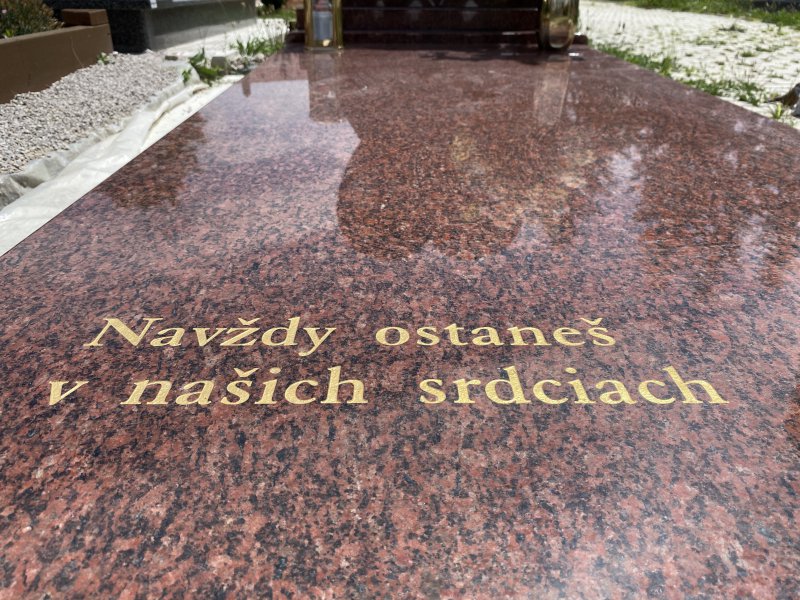 Navždy ostaneš
v našich srdciach